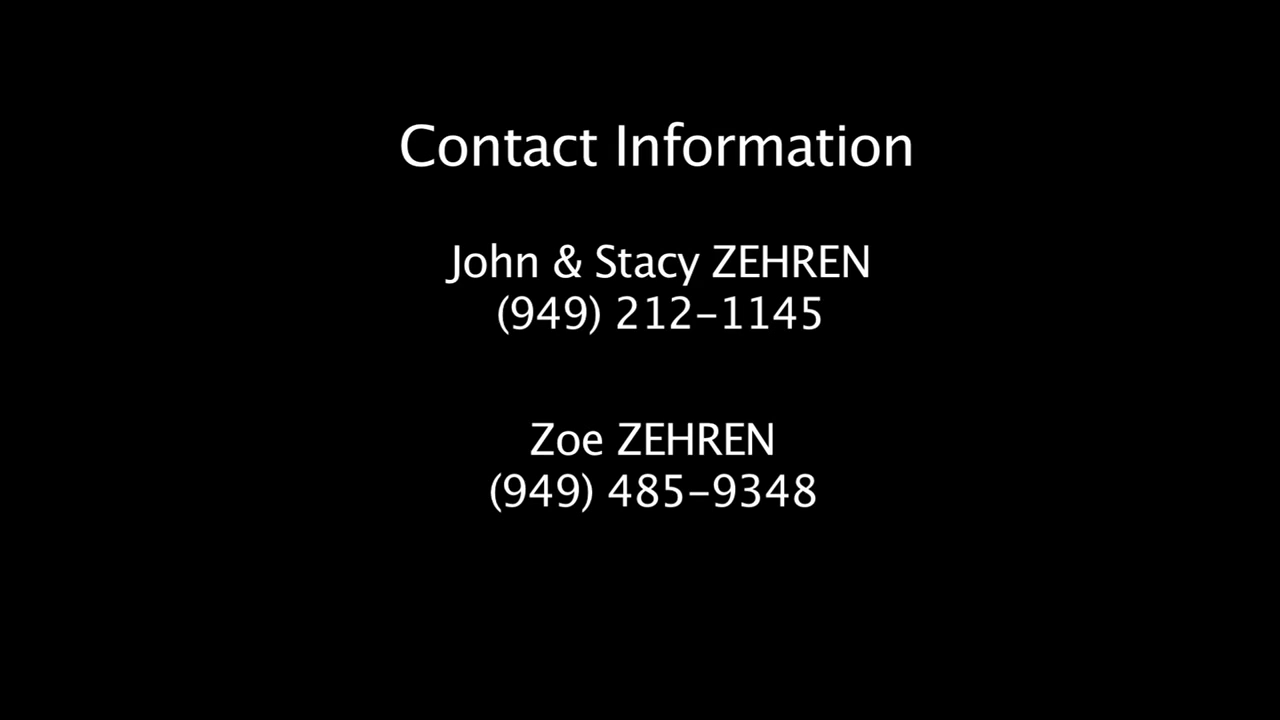 Contact Information
John & Stacy ZEHREN
(949) 212-1145
Zoe ZEHREN
(949) 485-9348